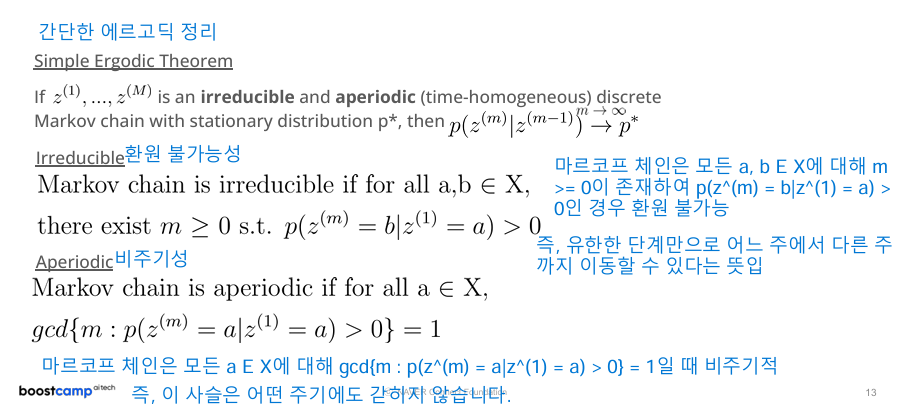 간단한 에르고딕 정리
Simple Ergodic Theorem
If z^{(1)}, ..., z^{(M)} is an irreducible and aperiodic (time-homogeneous) discrete
Markov chain with stationary distribution p*, then p(z^{(m)}|z^{(m-1)}) \overset{m \to \infty}{\to} p^*
Irreducible환원 불가능성
Markov chain is irreducible if for all a,b ∈ X,
there exist m ≥ 0 s.t. p(z^{(m)} = b|z^{(1)} = a) > 0
마르코프 체인은 모든 a, b E X에 대해 m
>= 0이 존재하여 p(z^(m) = b|z^(1) = a) >
0인 경우 환원 불가능
즉, 유한한 단계만으로 어느 주에서 다른 주
까지 이동할 수 있다는 뜻입
Aperiodic비주기성
Markov chain is aperiodic if for all a ∈ X,
gcd{m : p(z^{(m)} = a|z^{(1)} = a) > 0} = 1
마르코프 체인은 모든 a E X에 대해 gcd{m : p(z^(m) = a|z^(1) = a) > 0} = 1일 때 비주기적
즉, 이 사슬은 어떤 주기에도 갇히지 않습니다.
boostcamp ai tech
13